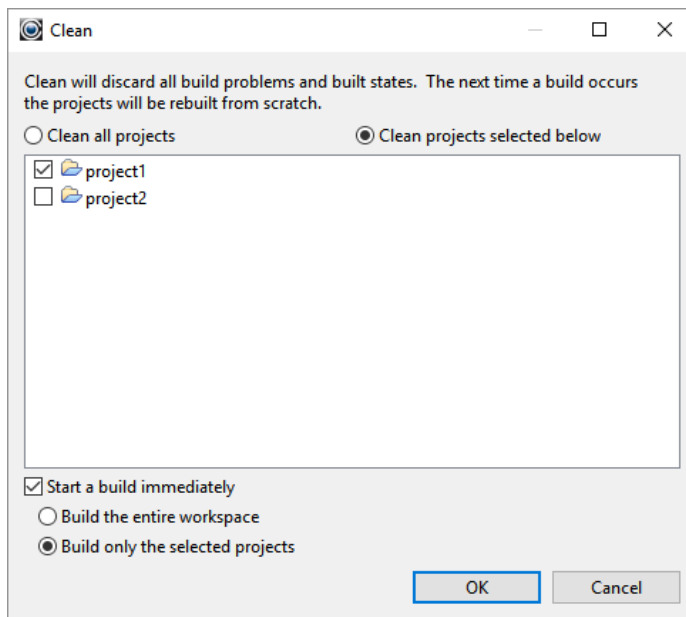 Clean
Clean will discard all build problems and built states. The next time a build occurs
the projects will be rebuilt from scratch.
Clean all projects Clean projects selected below
project1
project2
Start a build immediately
Build the entire workspace
Build only the selected projects
OK Cancel